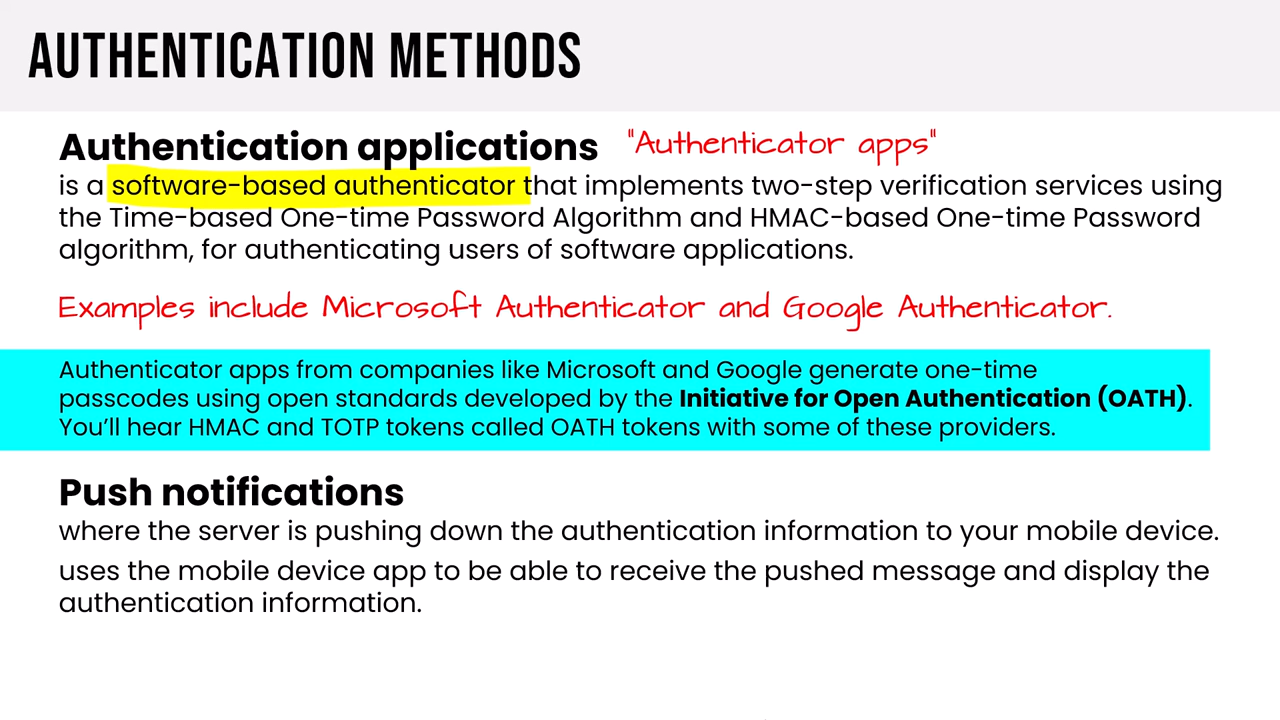 AUTHENTICATION METHODS
Authentication applications "Authenticator apps"
is a software-based authenticator that implements two-step verification services using
the Time-based One-time Password Algorithm and HMAC-based One-time Password
algorithm, for authenticating users of software applications.
Examples include Microsoft Authenticator and Google Authenticator.
Authenticator apps from companies like Microsoft and Google generate one-time
passcodes using open standards developed by the Initiative for Open Authentication (OATH).
You’ll hear HMAC and TOTP tokens called OATH tokens with some of these providers.
Push notifications
where the server is pushing down the authentication information to your mobile device.
uses the mobile device app to be able to receive the pushed message and display the
authentication information.